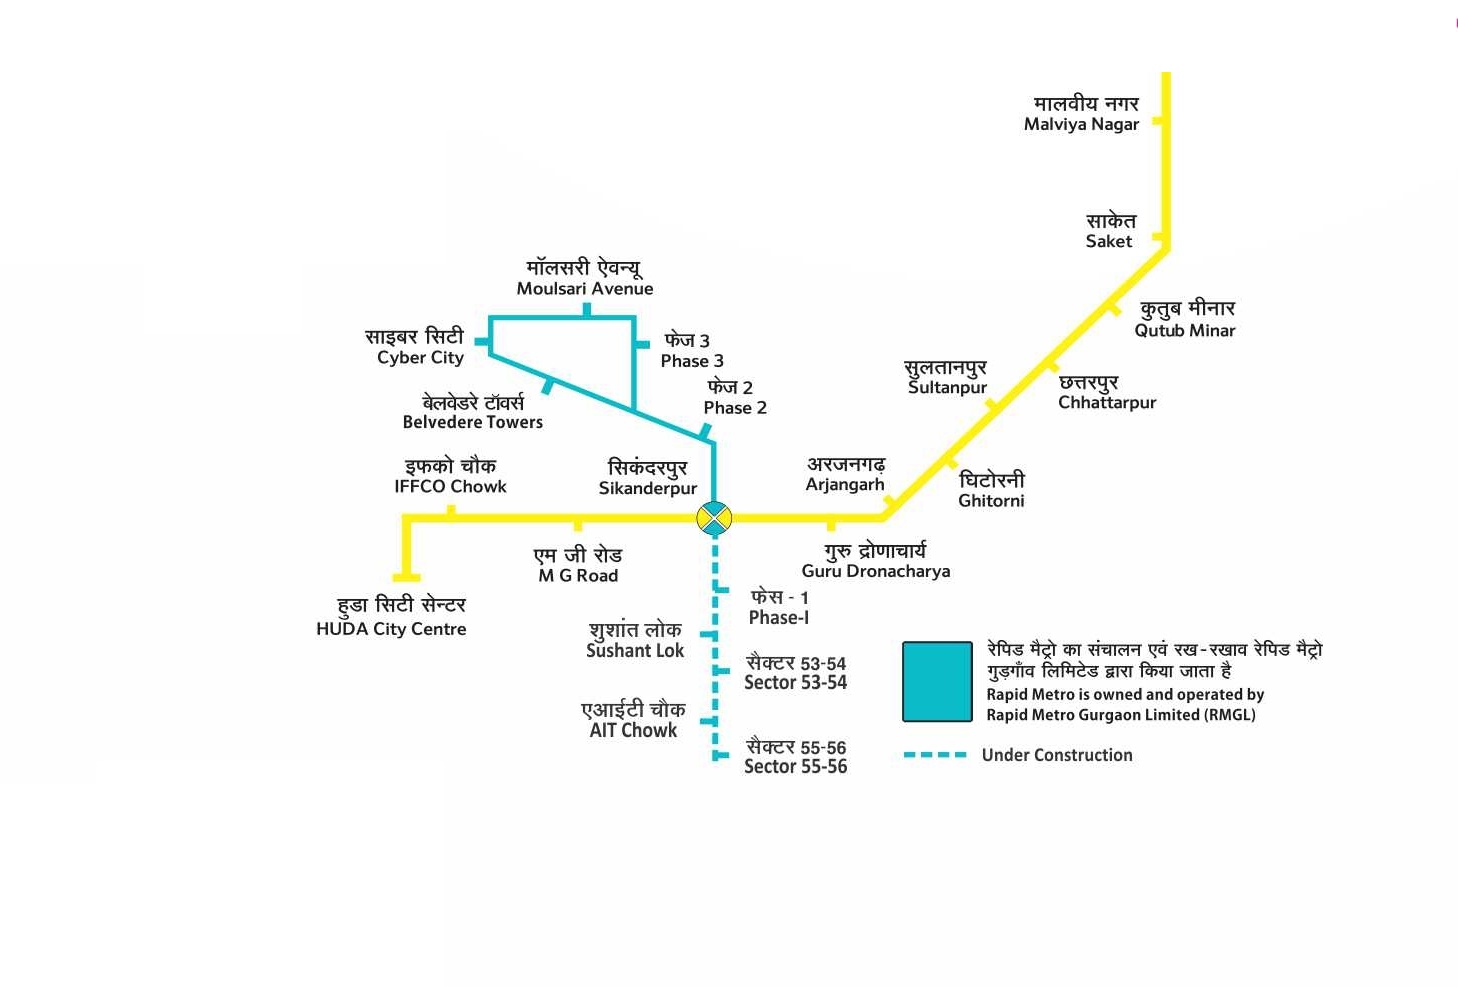 मालवीय नगर
Malviya Nagar
साकेत
Saket
मॉलसरी ऐवन्यू
Moulsari Avenue
कुतुब मीनार
Qutub Minar
साइबर सिटी
Cyber City
फेज 3
Phase 3
सुलतानपुर
Sultanpur
छत्तरपुर
Chhattarpur
फेज 2
Phase 2
बेलवेडरे टॉवर्स
Belvedere Towers
इफको चौक
IFFCO Chowk
सिकंदरपुर
Sikanderpur
अरजनगढ़
Arjangarh
घिटोरनी
Ghitorni
एम जी रोड
M G Road
गुरु द्रोणाचार्य
Guru Dronacharya
हुडा सिटी सेन्टर
HUDA City Centre
फेस - 1
Phase-I
शुशांत लोक
Sushant Lok
सैक्टर 53-54
Sector 53-54
एआईटी चौक
AIT Chowk
सैक्टर 55-56
Sector 55-56
रेपिड मैट्रो का संचालन एवं रख-रखाव रेपिड मैट्रो
गुड़गाँव लिमिटेड द्वारा किया जाता है
Rapid Metro is owned and operated by
Rapid Metro Gurgaon Limited (RMGL)
Under Construction